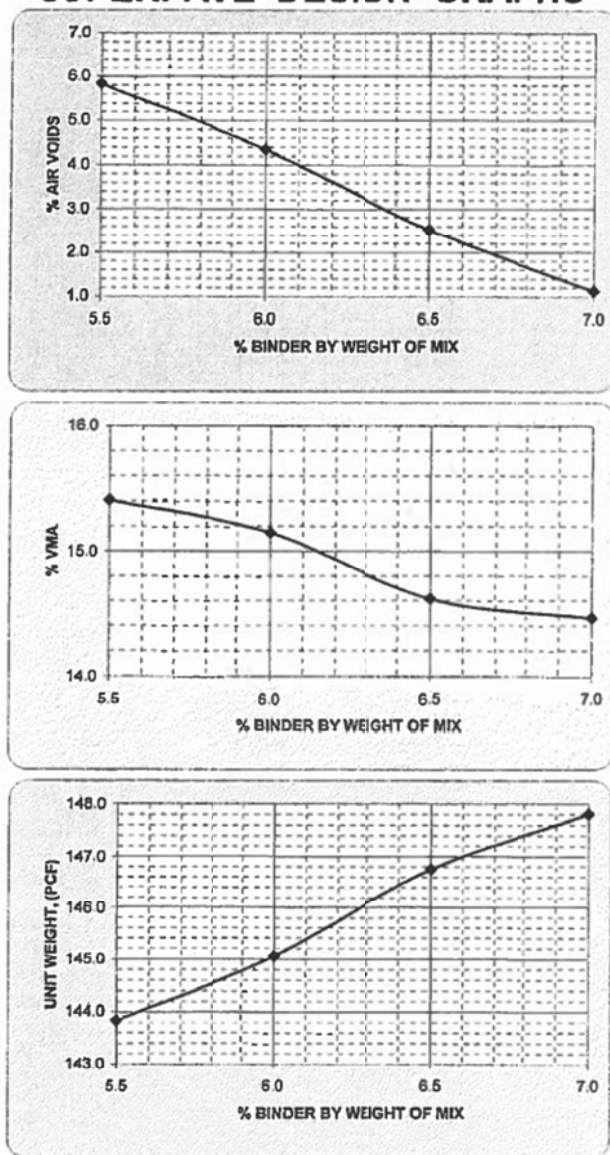 SUPERPAVE DESIGN
7.0
6.0
5.0
4.0
3.0
2.0
1.0
% AIR VOIDS
5.5 6.0 6.5 7.0
% BINDER BY WEIGHT OF MIX
16.0
15.0
14.0
% VMA
5.5 6.0 6.5 7.0
% BINDER BY WEIGHT OF MIX
148.0
147.0
146.0
145.0
144.0
143.0
UNIT WEIGHT, (PCF)
5.5 6.0 6.5 7.0
% BINDER BY WEIGHT OF MIX